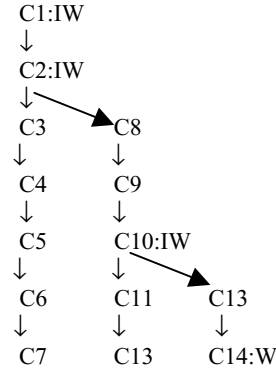 C1:IW
↓
C2:IW
↓
C3 C8
↓ ↓
C4 C9
↓ ↓
C5 C10:IW
↓ ↓
C6 C11 C13
↓ ↓ ↓
C7 C13 C14:W